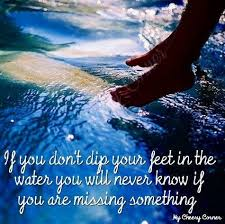 If you don't dip your feet in the
water you will never know if
you are missing something
My Cheery Corner